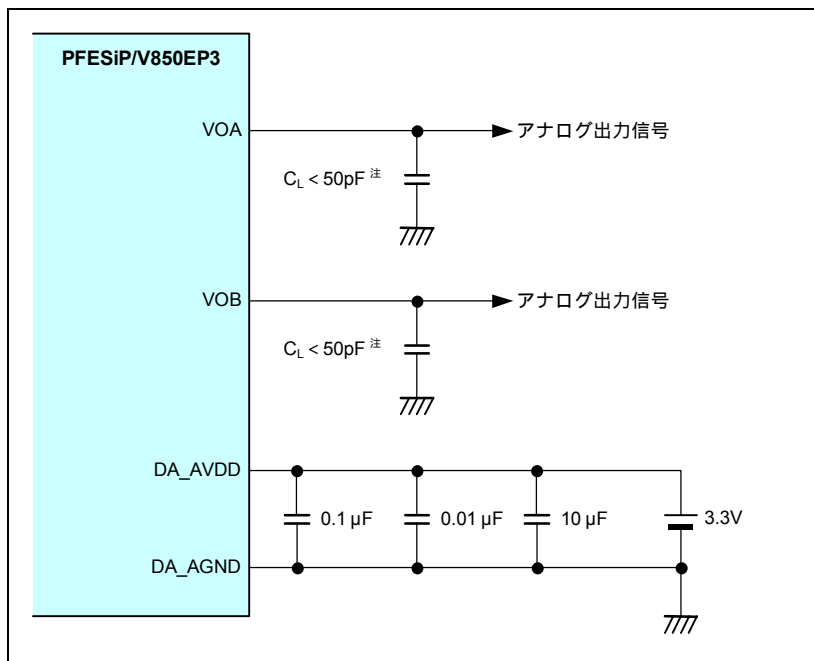 PFESiP/V850EP3
VOA
アナログ出力信号
CL < 50pF 注
VOB
アナログ出力信号
CL < 50pF 注
DA_AVDD
0.1 µF
0.01 µF
10 µF
3.3V
DA_AGND